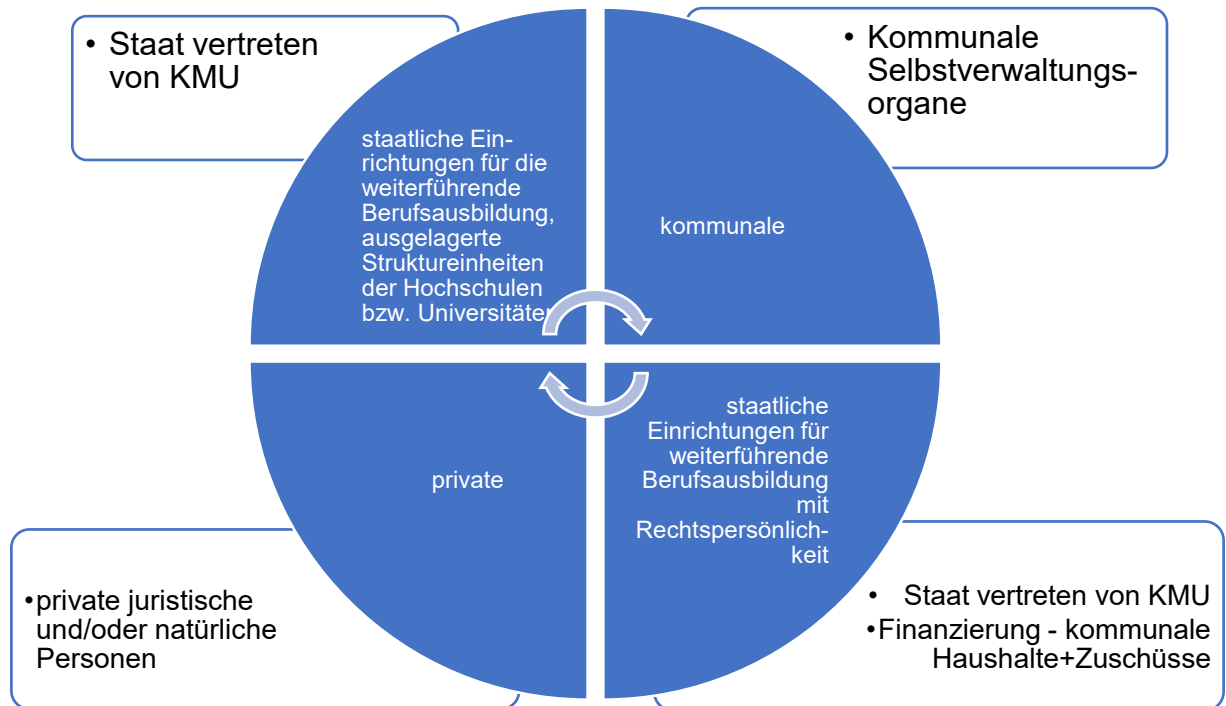 • Staat vertreten
von KMU
• Kommunale
Selbstverwaltungs-
organe
staatliche Ein-
richtungen für die
weiterführende
Berufsausbildung,
ausgelagerte
Struktureinheiten
der Hochschulen
bzw. Universitäten
kommunale
private
staatliche
Einrichtungen für
weiterführende
Berufsausbildung
mit
Rechtspersönlich-
keit
•private juristische
und/oder natürliche
Personen
• Staat vertreten von KMU
•Finanzierung - kommunale
Haushalte+Zuschüsse